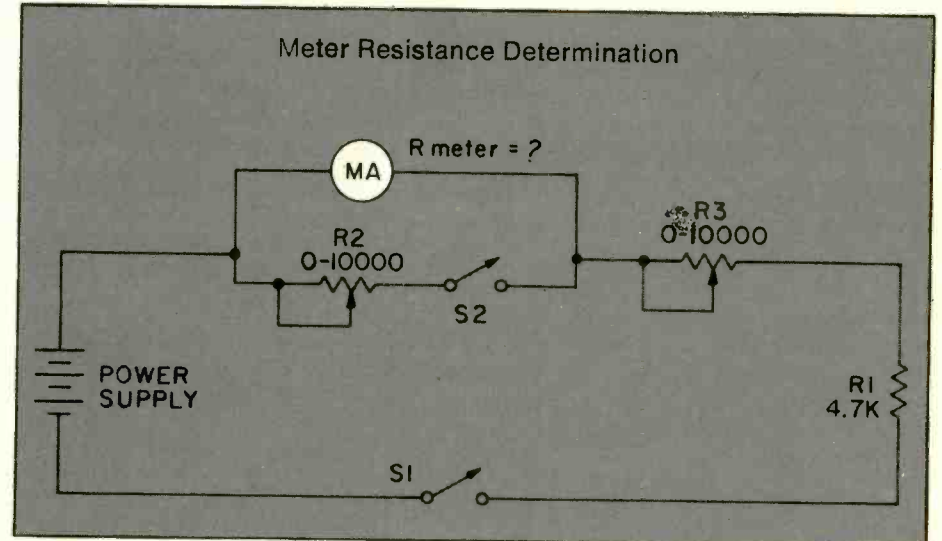 Meter Resistance Determination
R meter = ?
MA
R3
0-10000
R2
0-10000
S2
POWER
SUPPLY
R1
4.7K
S1